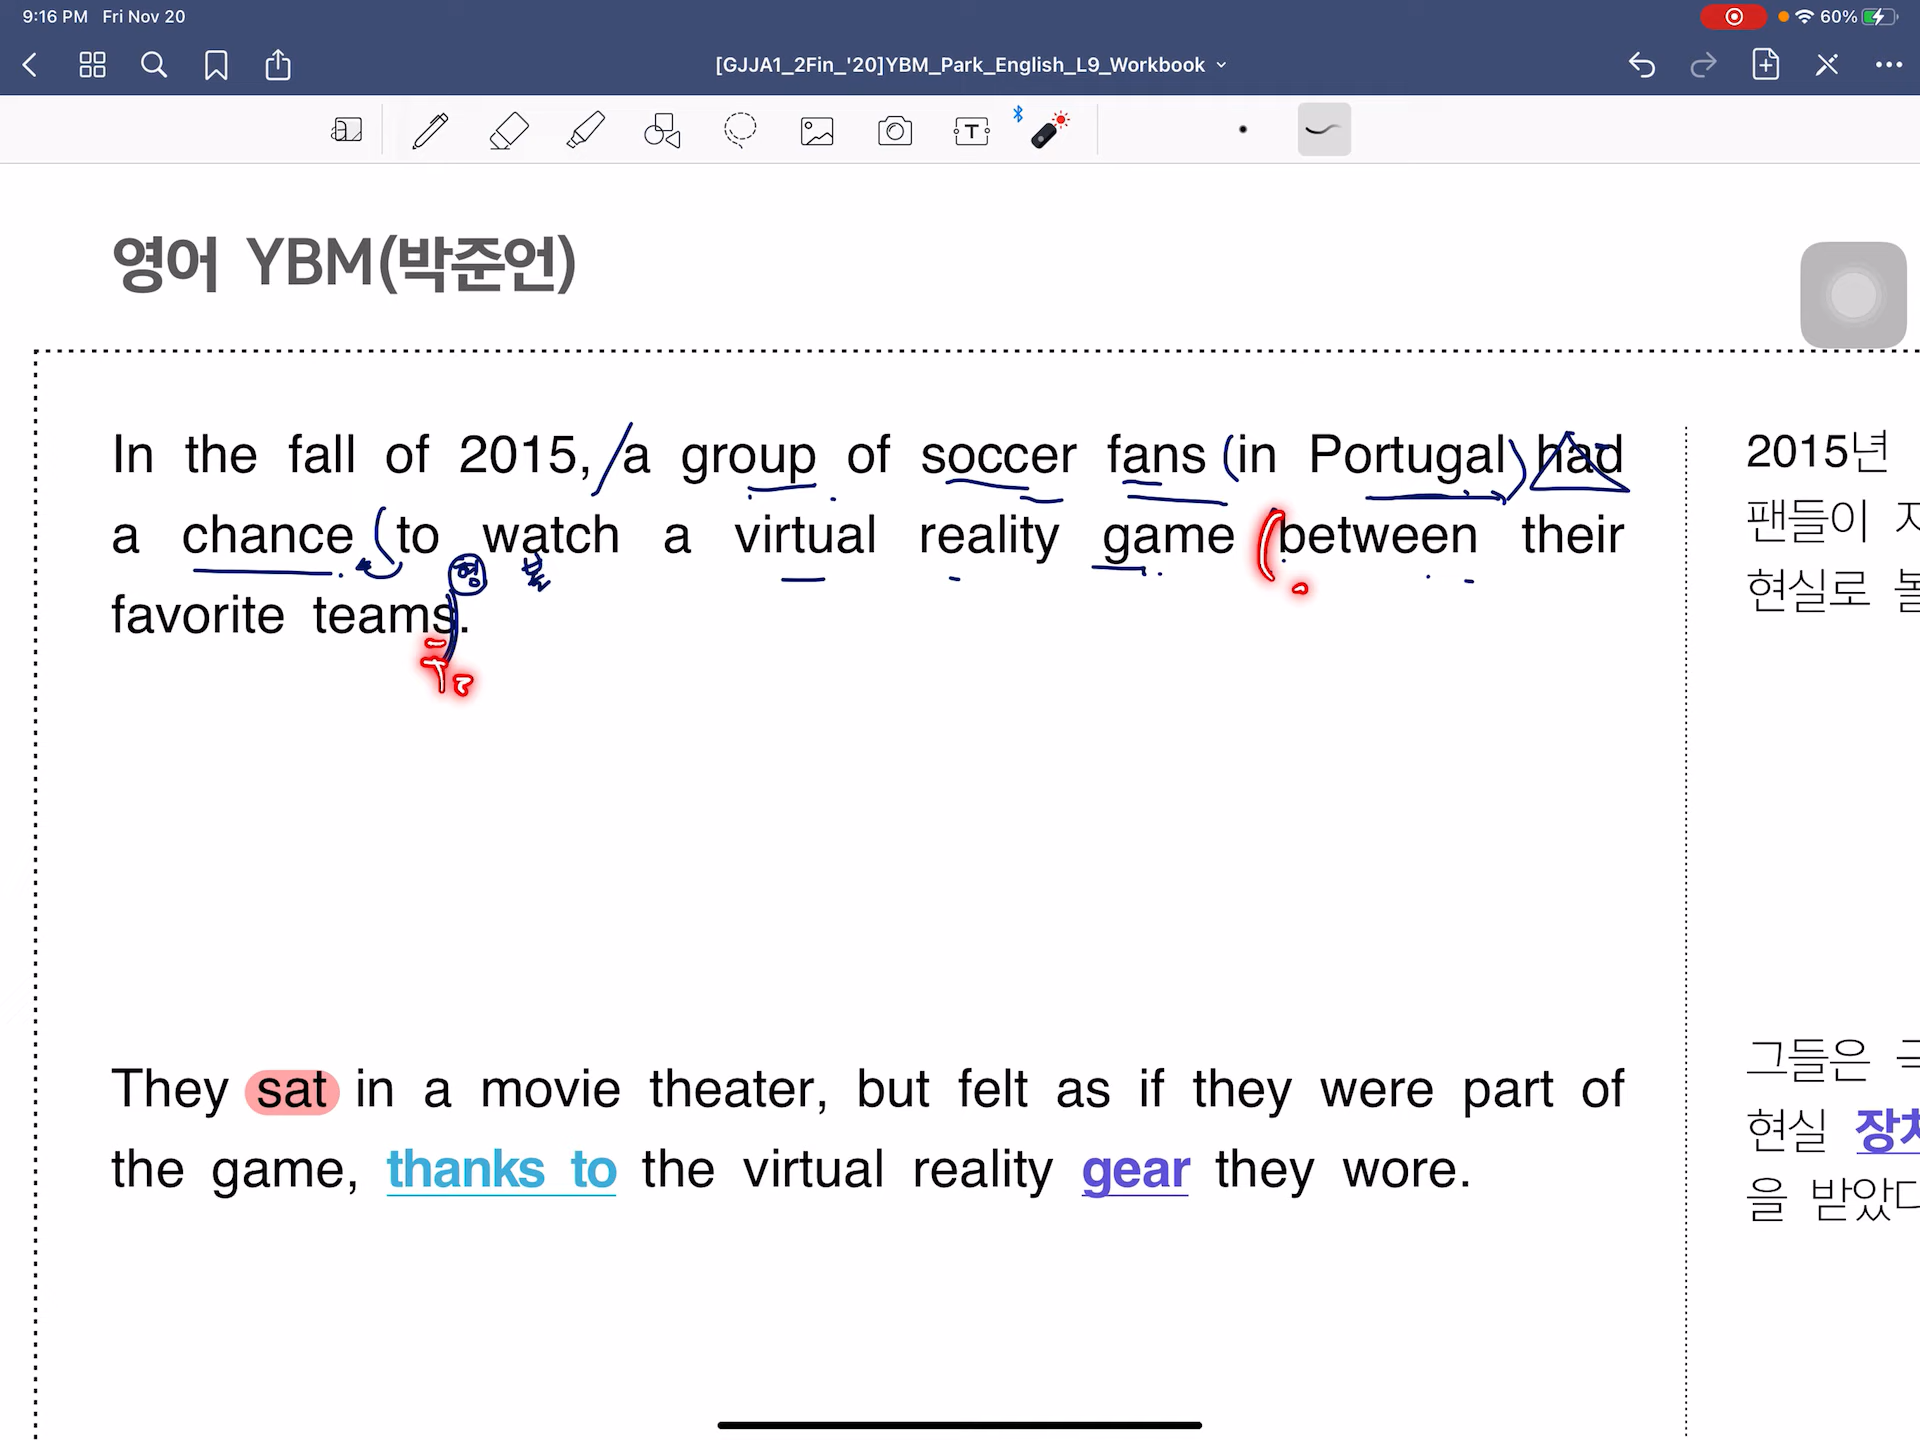 9:16 PM Fri Nov 20
60%
[GJJA1_2Fin_'20]YBM_Park_English_L9_Workbook
영어 YBM(박준언)
In the fall of 2015, a group of soccer fans in Portugal had
a chance to watch a virtual reality game between their
형
favorite teams.
They sat in a movie theater, but felt as if they were part of
the game, thanks to the virtual reality gear they wore.
2015년
팬들이
현실로
그들은
현실
을 받았